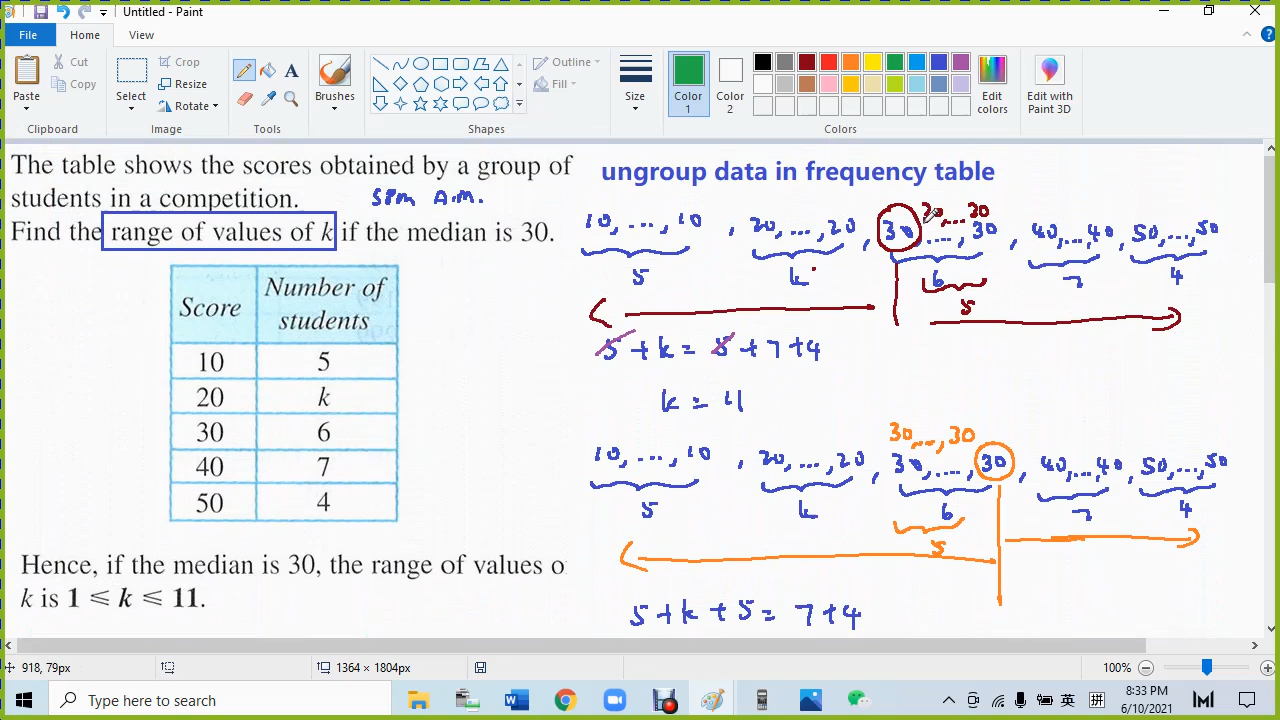 Untitled - Paint
File Home View
Paste Cut Copy
Clipboard
Select Crop Resize Rotate
Image
Tools
Brushes
Outline
Fill
Shapes
Size
Color 1
Color 2
Edit colors
Colors
Edit with Paint 3D
The table shows the scores obtained by a group of
students in a competition. SPM A.M.
Find the range of values of k if the median is 30.
Score Number of students
10 5
20 k
30 6
40 7
50 4
Hence, if the median is 30, the range of values o
k is 1 ⩽ k ⩽ 11.
ungroup data in frequency table
30,...30
10,...,10 , 20,...,20 , 30,....,30 , 40,...,40 , 50,...,50
5 k 6 7 4
5
5 + k = 5 + 7 + 4
k = 11
30,...,30
10,...,10 , 20,...,20 , 30,....,30 , 40,...40 , 50,...,50
5 k 6 7 4
5
5 + k + 5 = 7 + 4
918, 79px 1364 × 1804px 100%
Type here to search
英 拼 8:33 PM
6/10/2021